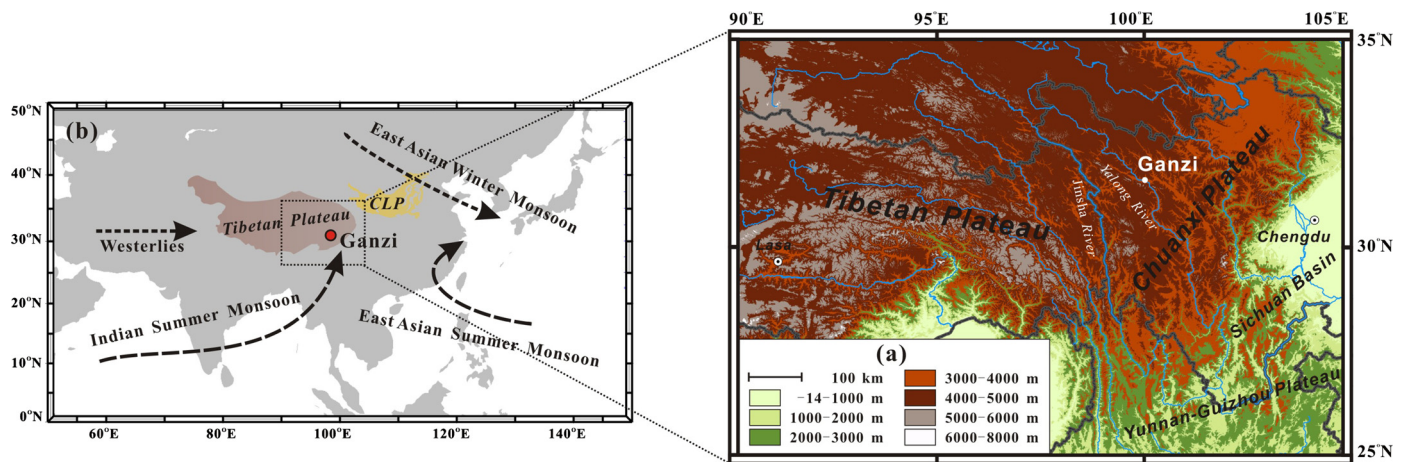 90°E 95°E 100°E 105°E
35°N
30°N
25°N
Ganzi
Yalong River
Jinsha River
Chuanxi Plateau
Tibetan Plateau
Lasa
Chengdu
Sichuan Basin
Yunnan-Guizhou Plateau
(a)
100 km
-14-1000 m
1000-2000 m
2000-3000 m
3000-4000 m
4000-5000 m
5000-6000 m
6000-8000 m
(b)
50°N
40°N
30°N
20°N
10°N
0°N
60°E 80°E 100°E 120°E 140°E
East Asian Winter Monsoon
CLP
Tibetan Plateau
Westerlies
Ganzi
Indian Summer Monsoon
East Asian Summer Monsoon